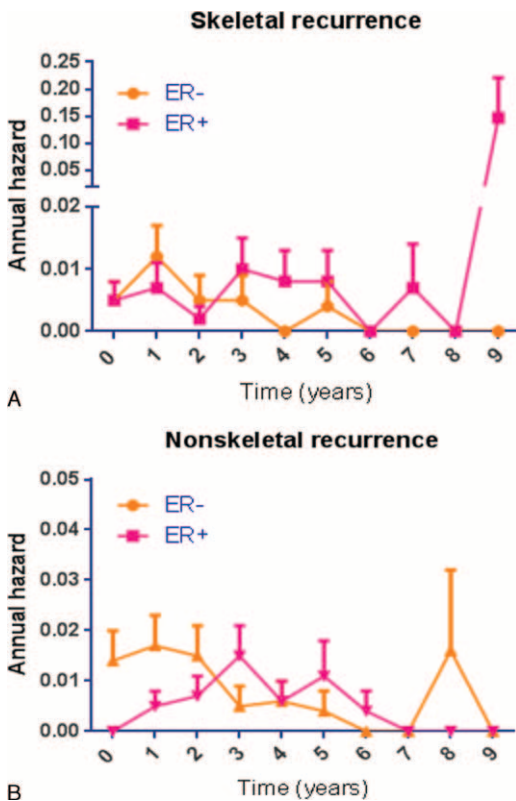 Skeletal recurrence
Annual hazard
0.25
0.20
0.15
0.10
0.05
0.02
0.01
0.00
ER-
ER+
0 1 2 3 4 5 6 7 8 9
Time (years)
A
Nonskeletal recurrence
Annual hazard
0.05
0.04
0.03
0.02
0.01
0.00
ER-
ER+
0 1 2 3 4 5 6 7 8 9
Time (years)
B